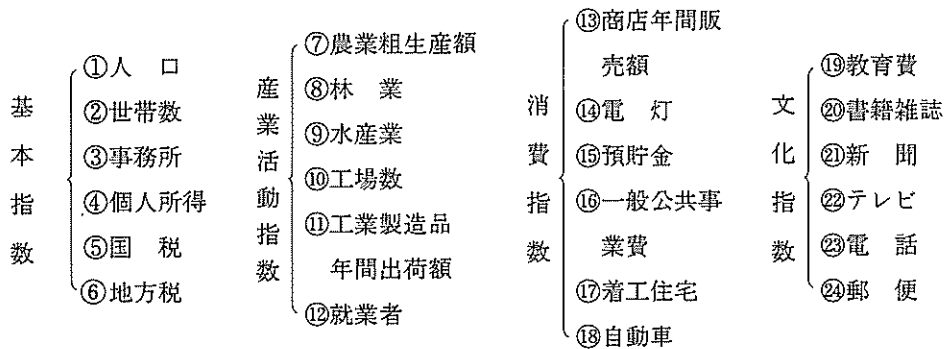 基本指数
①人　口
②世帯数
③事務所
④個人所得
⑤国　税
⑥地方税
産業活動指数
⑦農業粗生産額
⑧林　業
⑨水産業
⑩工場数
⑪工業製造品
年間出荷額
⑫就業者
消費指数
⑬商店年間販
売額
⑭電　灯
⑮預貯金
⑯一般公共事
業費
⑰着工住宅
⑱自動車
文化指数
⑲教育費
⑳書籍雑誌
㉑新　聞
㉒テレビ
㉓電　話
㉔郵　便